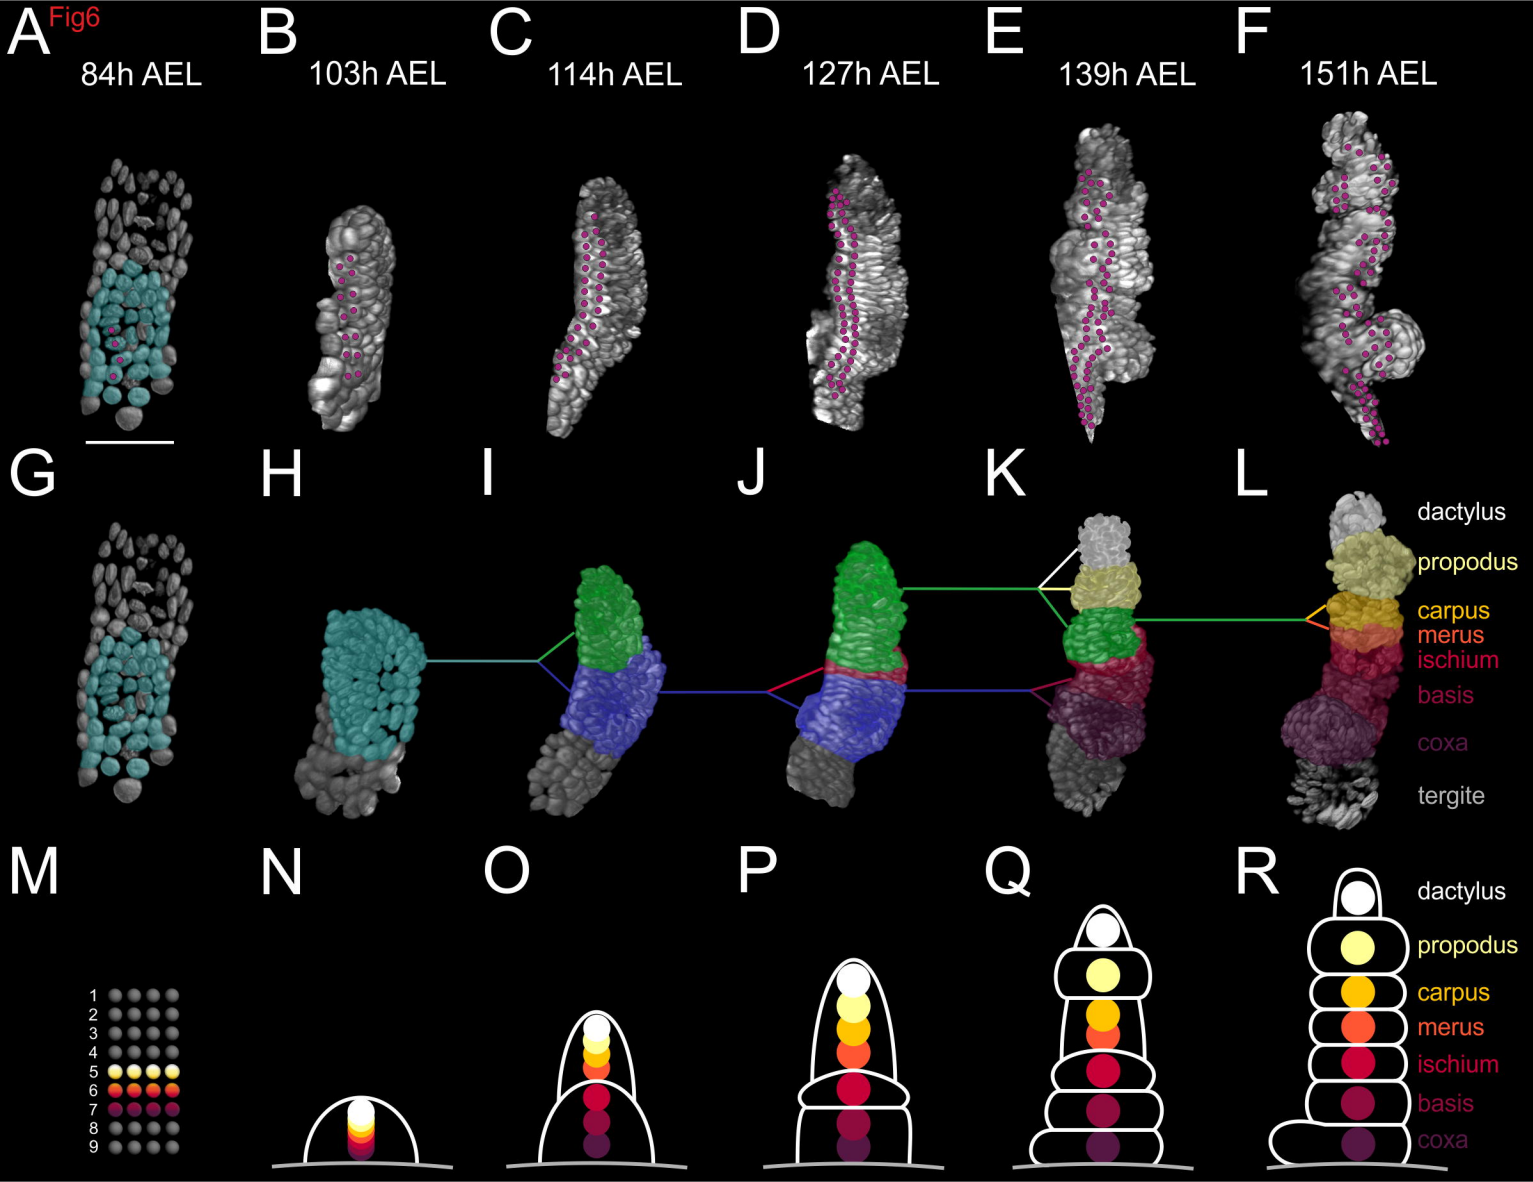 A Fig6 B C D E F
84h AEL 103h AEL 114h AEL 127h AEL 139h AEL 151h AEL
G H I J K L
dactylus
propodus
carpus
merus
ischium
basis
coxa
tergite
M N O P Q R
dactylus
propodus
carpus
merus
ischium
basis
coxa
1
2
3
4
5
6
7
8
9